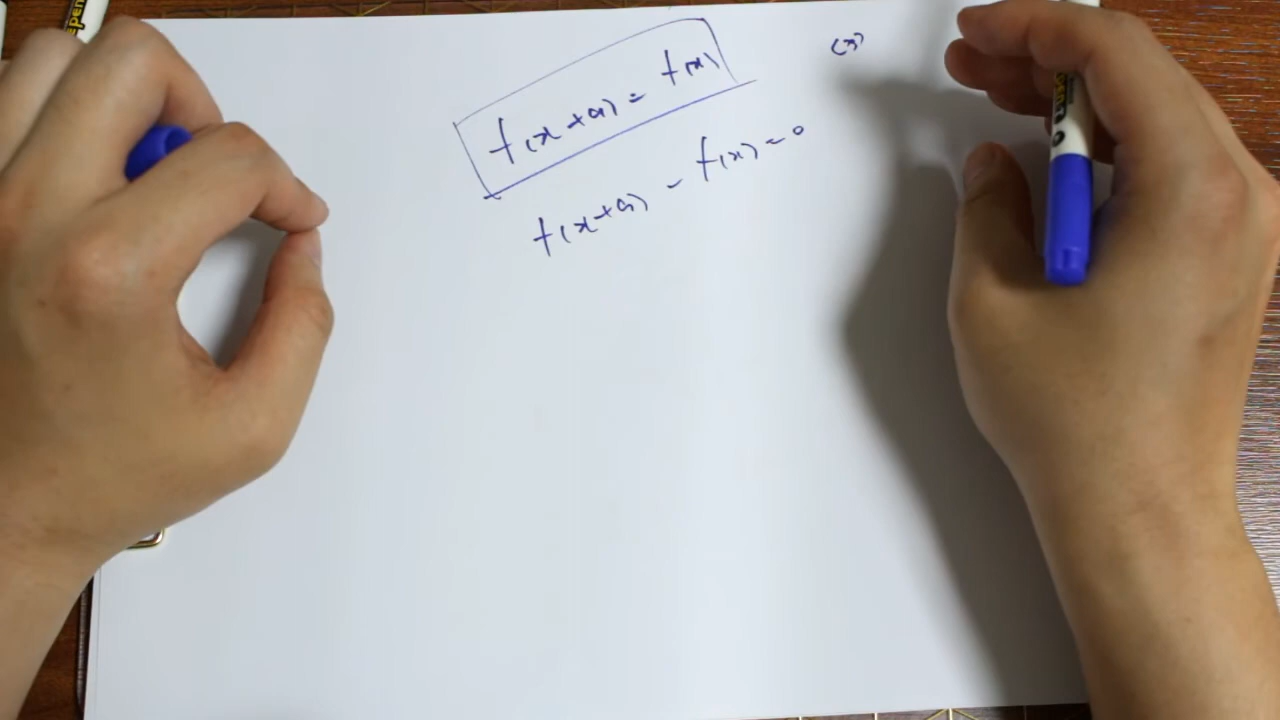 f(x+a) = f(x)
(x)
f(x+a) - f(x) = 0